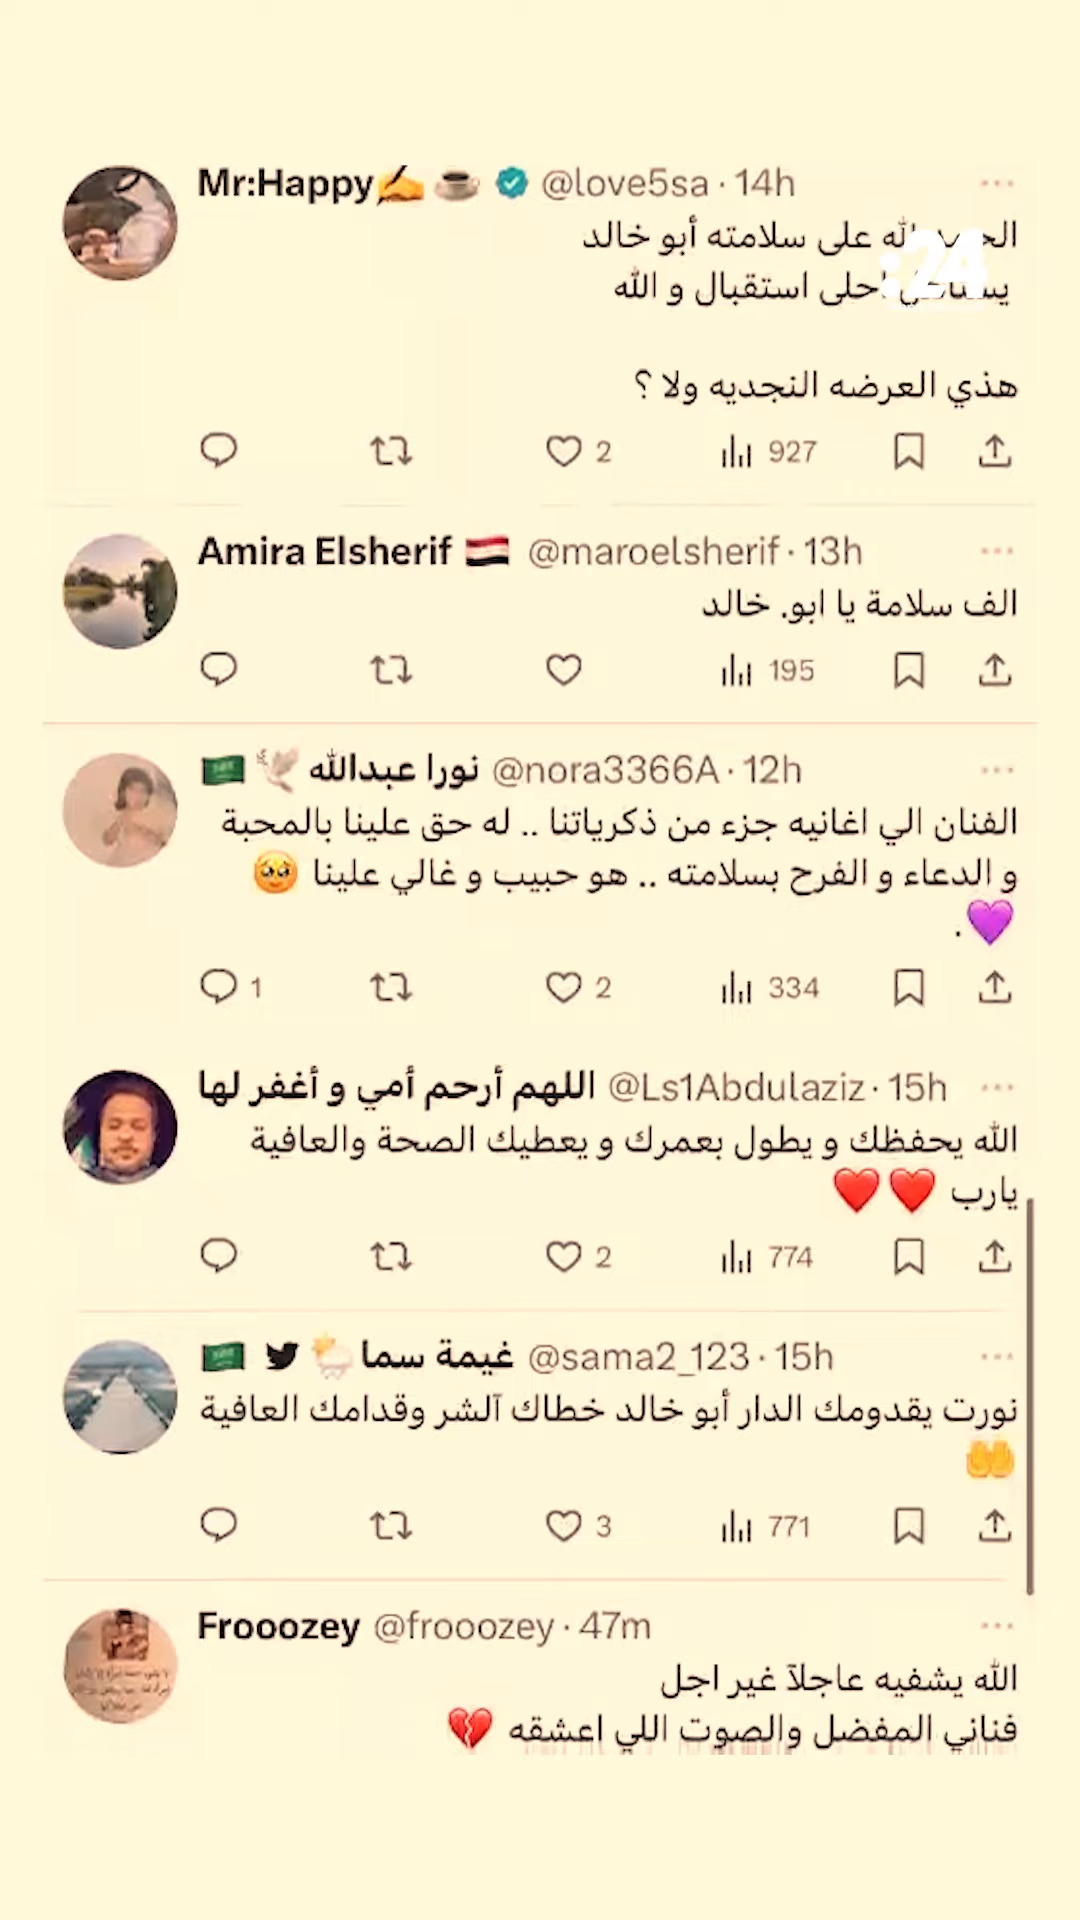 Mr:Happy✍️☕ @love5sa · 14h
على سلامته أبو خالد
احلى استقبال و الله
هذي العرضه النجديه ولا ؟
2 927
:24
Amira Elsherif 🇪🇬 @maroelsherif · 13h
الف سلامة يا ابو. خالد
195
نورا عبدالله 🕊️🇸🇦 @nora3366A · 12h
الفنان الي اغانيه جزء من ذكرياتنا .. له حق علينا بالمحبة
و الدعاء و الفرح بسلامته .. هو حبيب و غالي علينا 🥹
💜.
1 2 334
اللهم أرحم أمي و أغفر لها @Ls1Abdulaziz · 15h
الله يحفظك و يطول بعمرك و يعطيك الصحة والعافية
يارب ❤️❤️
2 774
غيمة سما🌦️ 🇸🇦 @sama2_123 · 15h
نورت يقدومك الدار أبو خالد خطاك آلشر وقدامك العافية
🤲
3 771
Frooozey @frooozey · 47m
الله يشفيه عاجلآ غير اجل
فناني المفضل والصوت اللي اعشقه 💔